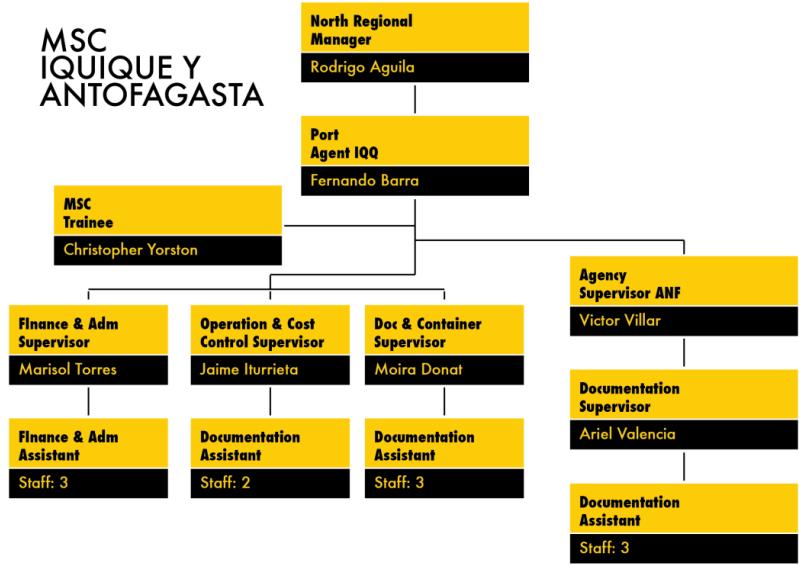 MSC
IQUIQUE Y
ANTOFAGASTA
North Regional
Manager
Rodrigo Aguila
Port
Agent IQQ
Fernando Barra
MSC
Trainee
Christopher Yorston
Agency
Supervisor ANF
Victor Villar
FInance & Adm
Supervisor
Marisol Torres
Operation & Cost
Control Supervisor
Jaime Iturrieta
Doc & Container
Supervisor
Moira Donat
Documentation
Supervisor
Ariel Valencia
FInance & Adm
Assistant
Staff: 3
Documentation
Assistant
Staff: 2
Documentation
Assistant
Staff: 3
Documentation
Assistant
Staff: 3